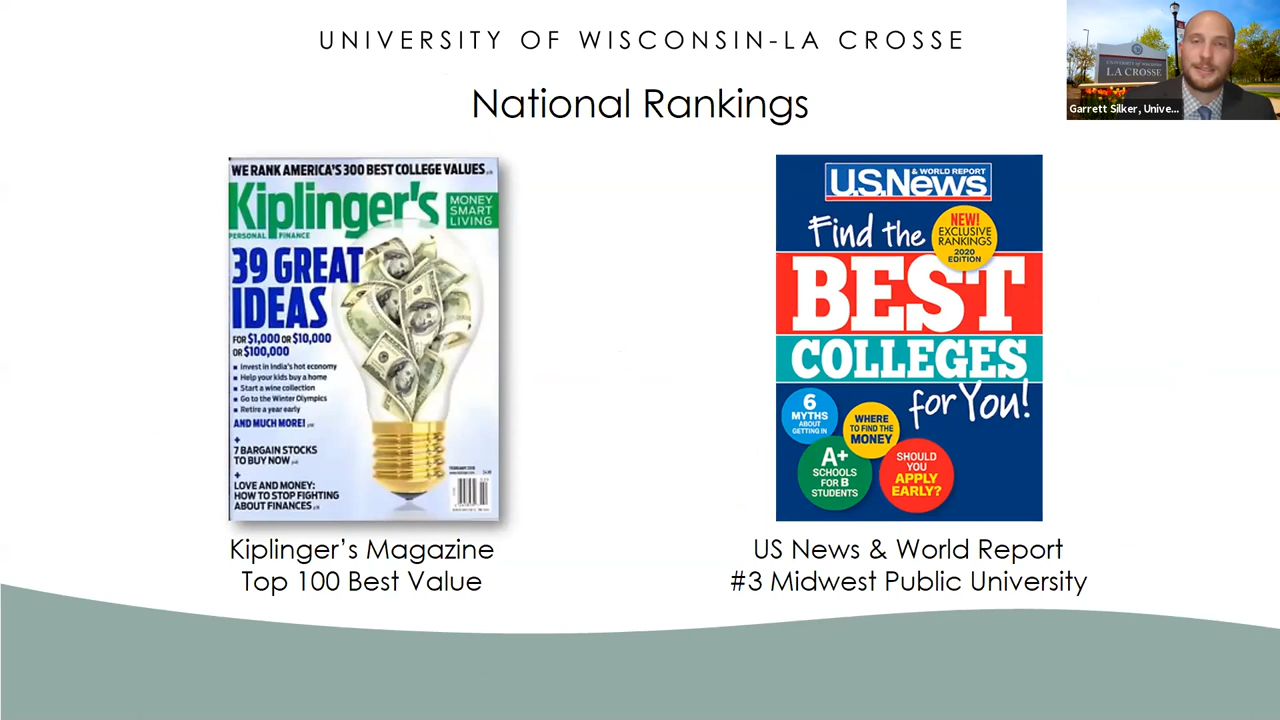 UNIVERSITY OF WISCONSIN-LA CROSSE
National Rankings
UNIVERSITY of WISCONSIN
LA CROSSE
Garrett Silker, Unive...
WE RANK AMERICA'S 300 BEST COLLEGE VALUES
Kiplinger's
PERSONAL FINANCE
MONEY
SMART
LIVING
39 GREAT
IDEAS
FOR $1,000 OR $10,000
OR $100,000
■ Invest in India's hot economy
■ Help your kids buy a home
■ Start a wine collection
■ Go to the Winter Olympics
■ Retire a year early
AND MUCH MORE!
+
7 BARGAIN STOCKS
TO BUY NOW
+
LOVE AND MONEY:
HOW TO STOP FIGHTING
ABOUT FINANCES
Kiplinger's Magazine
Top 100 Best Value
U.S.News
& WORLD REPORT
Find the
NEW!
EXCLUSIVE
RANKINGS
2020
EDITION
BEST
COLLEGES
for You!
6
MYTHS
ABOUT
GETTING IN
WHERE
TO FIND THE
MONEY
A+
SCHOOLS
FOR B
STUDENTS
SHOULD
YOU
APPLY
EARLY?
US News & World Report
#3 Midwest Public University